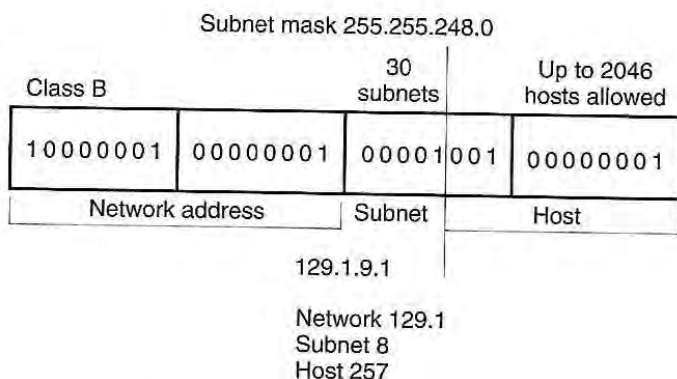 Subnet mask 255.255.248.0
Class B
30
subnets
Up to 2046
hosts allowed
10000001 00000001 00001001 00000001
Network address Subnet Host
129.1.9.1
Network 129.1
Subnet 8
Host 257